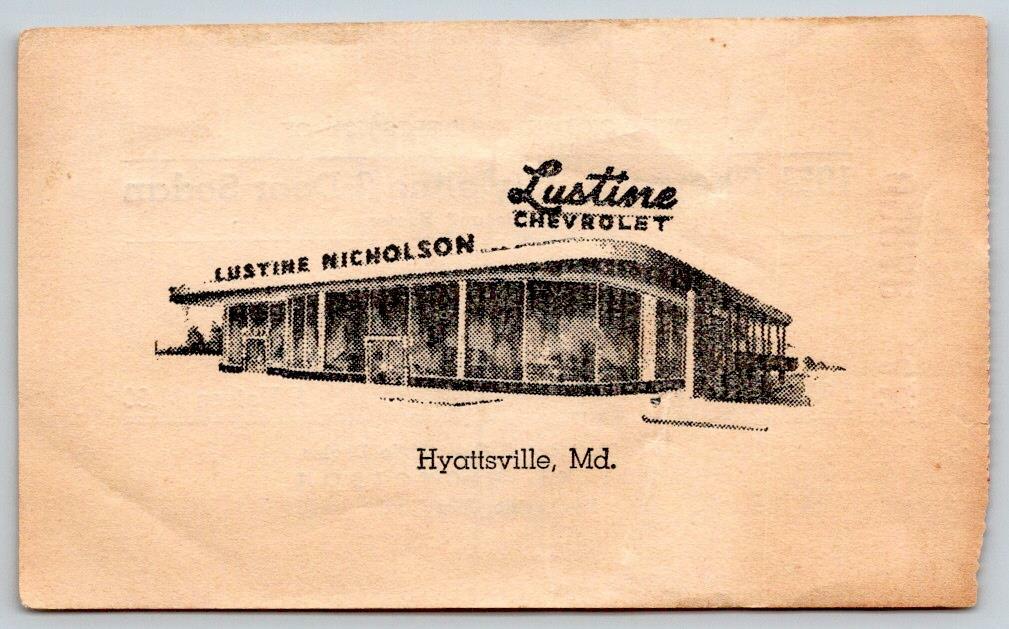 Lustine
CHEVROLET
LUSTINE NICHOLSON
Hyattsville, Md.